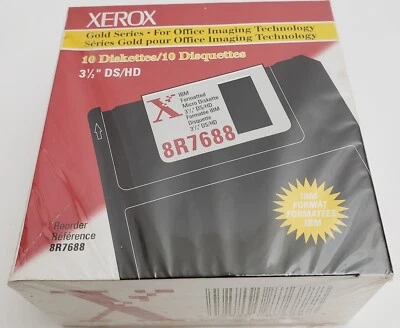 XEROX
Gold Series • For Office Imaging Technology
Séries Gold pour Office Imaging Technology
10 Diskettes/10 Disquettes
3½" DS/HD
X
IBM
Formatted
Micro Diskette
3½" DS/HD
Formatée IBM
Disquette
3½" DS/HD
8R7688
IBM
FORMAT
FORMATÉES
IBM
Reorder
Référence
8R7688